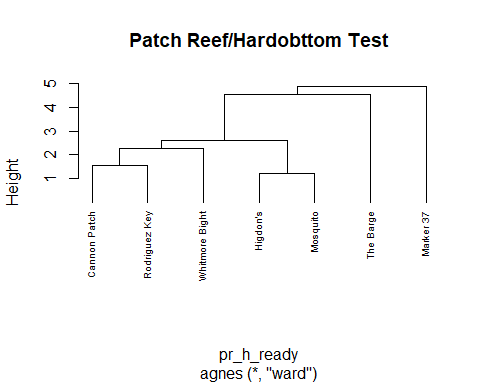 Patch Reef/Hardobttom Test
Height
5
4
3
2
1
Cannon Patch
Rodriguez Key
Whitmore Bight
Higdon's
Mosquito
The Barge
Marker 37
pr_h_ready
agnes (*, "ward")